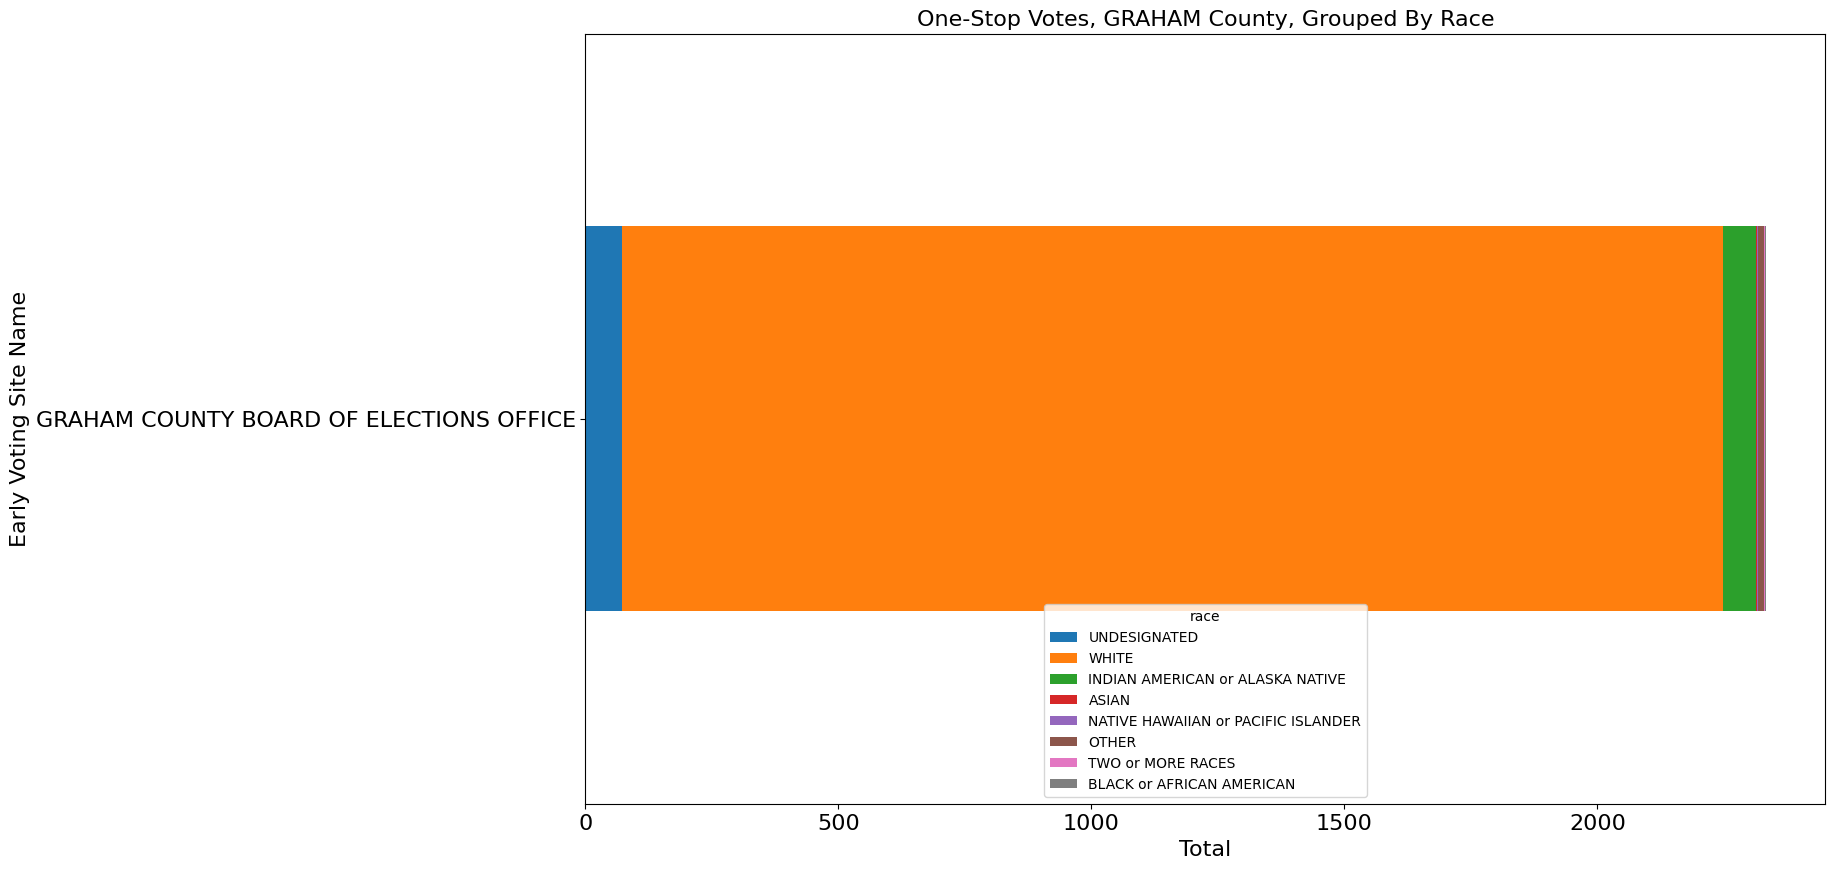 One-Stop Votes, GRAHAM County, Grouped By Race
Early Voting Site Name
GRAHAM COUNTY BOARD OF ELECTIONS OFFICE
race
UNDESIGNATED
WHITE
INDIAN AMERICAN or ALASKA NATIVE
ASIAN
NATIVE HAWAIIAN or PACIFIC ISLANDER
OTHER
TWO or MORE RACES
BLACK or AFRICAN AMERICAN
0 500 1000 1500 2000
Total